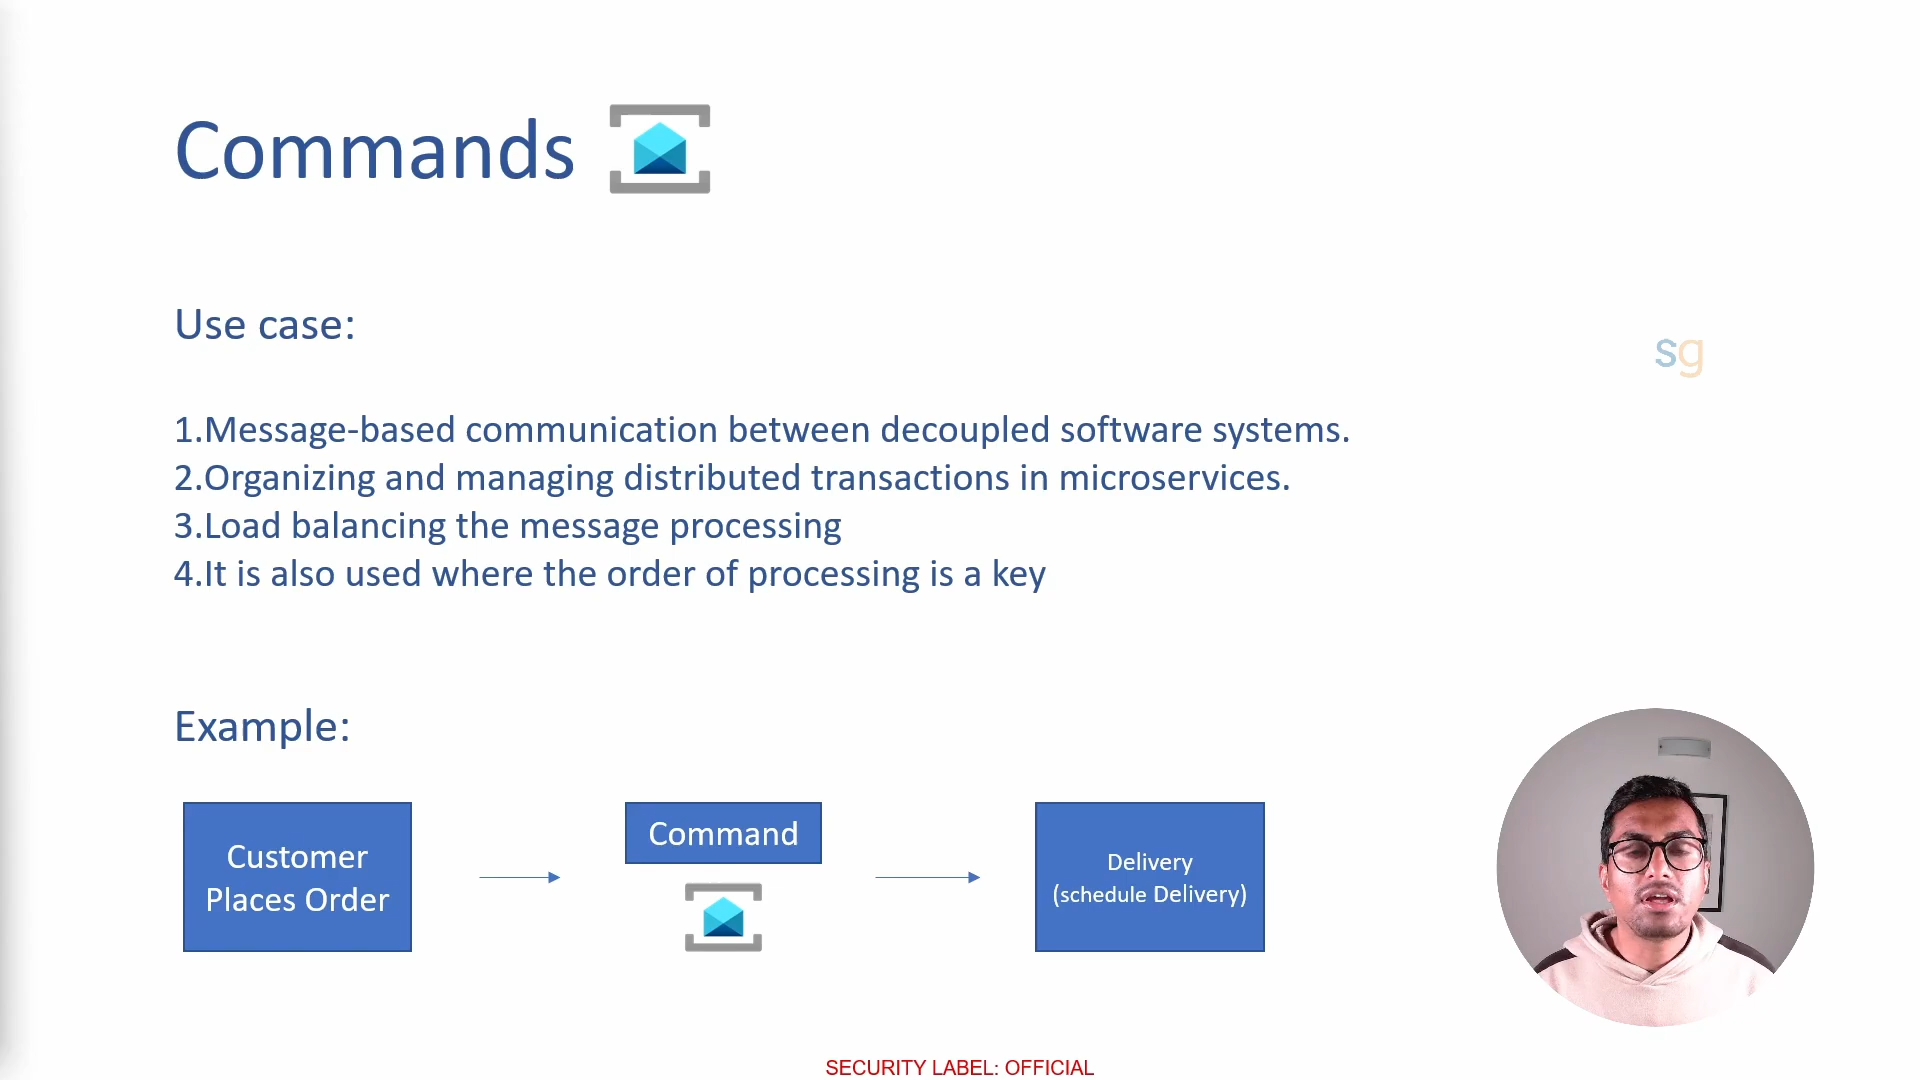 Commands
Use case:
sg
1.Message-based communication between decoupled software systems.
2.Organizing and managing distributed transactions in microservices.
3.Load balancing the message processing
4.It is also used where the order of processing is a key
Example:
Customer
Places Order
Command
Delivery
(schedule Delivery)
SECURITY LABEL: OFFICIAL